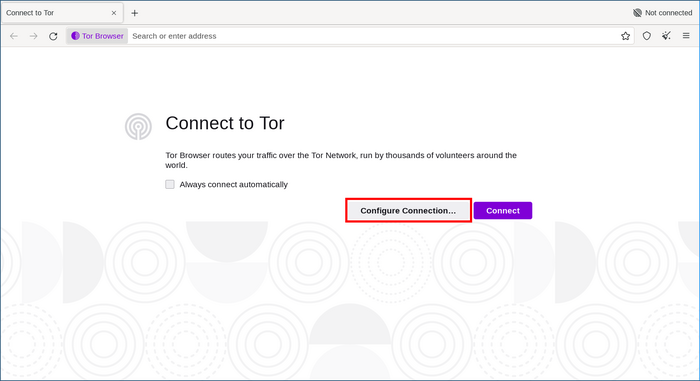 Connect to Tor
Not connected
Tor Browser
Search or enter address
Connect to Tor
Tor Browser routes your traffic over the Tor Network, run by thousands of volunteers around the
world.
Always connect automatically
Configure Connection...
Connect